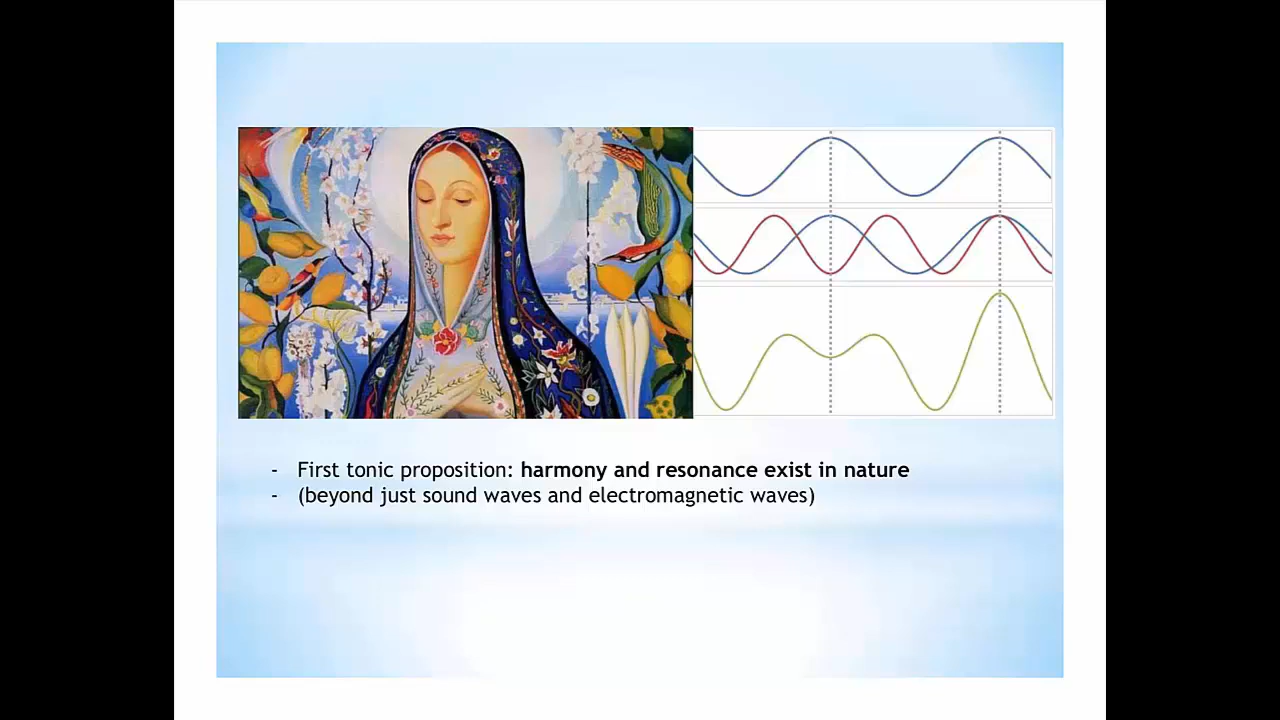 - First tonic proposition: harmony and resonance exist in nature
- (beyond just sound waves and electromagnetic waves)